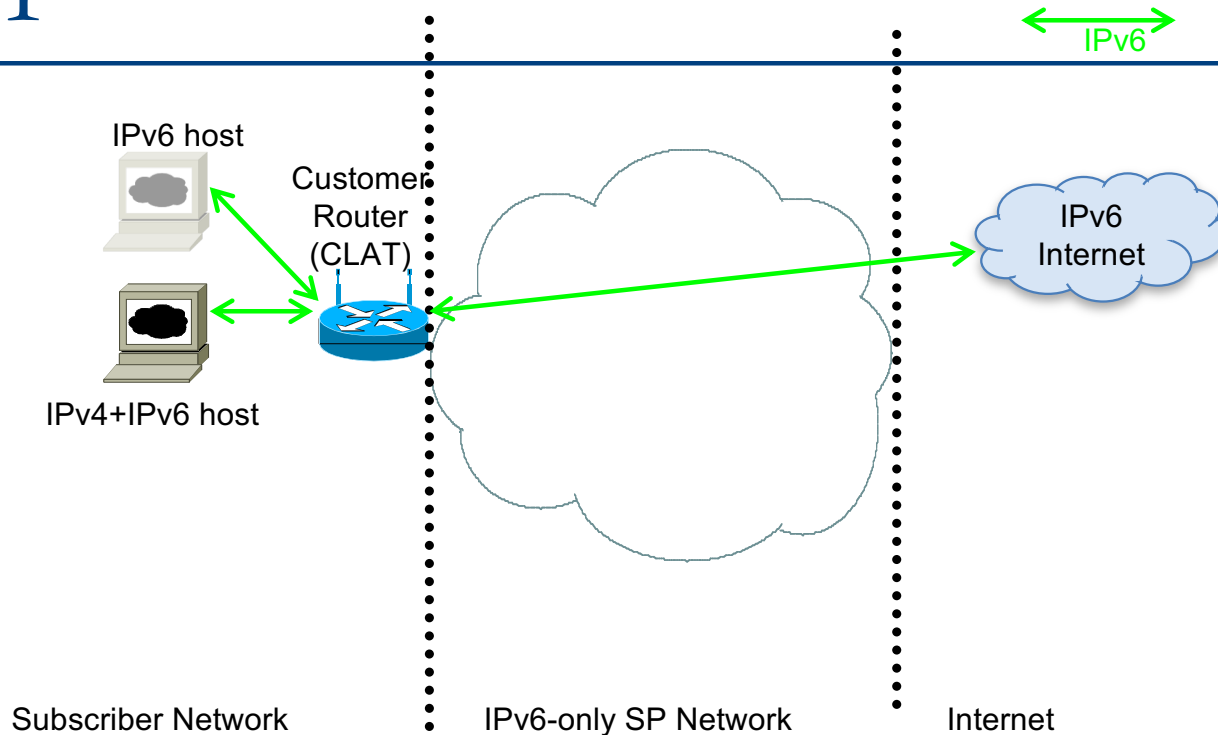 IPv6
IPv6 host
Customer
Router
(CLAT)
IPv6
Internet
IPv4+IPv6 host
Subscriber Network
IPv6-only SP Network
Internet